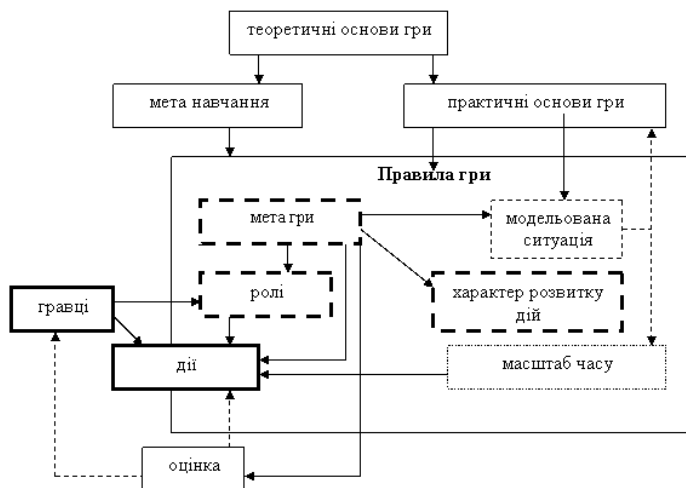 теоретичні основи гри
мета навчання
практичні основи гри
Правила гри
мета гри
модельована
ситуація
ролі
характер розвитку
дій
гравці
дії
масштаб часу
оцінка